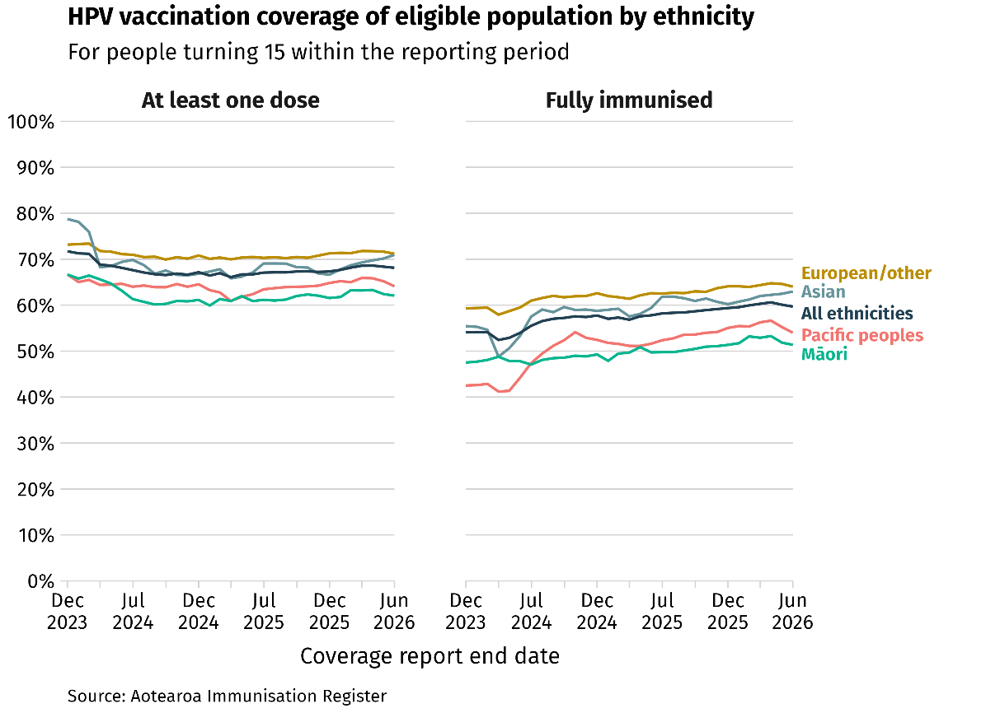 HPV vaccination coverage of eligible population by ethnicity
For people turning 15 within the reporting period
At least one dose
Fully immunised
100%
90%
80%
70%
60%
50%
40%
30%
20%
10%
0%
Dec 2023
Jul 2024
Dec 2024
Jul 2025
Dec 2025
Jun 2026
Dec 2023
Jul 2024
Dec 2024
Jul 2025
Dec 2025
Jun 2026
European/other
Asian
All ethnicities
Pacific peoples
Māori
Coverage report end date
Source: Aotearoa Immunisation Register